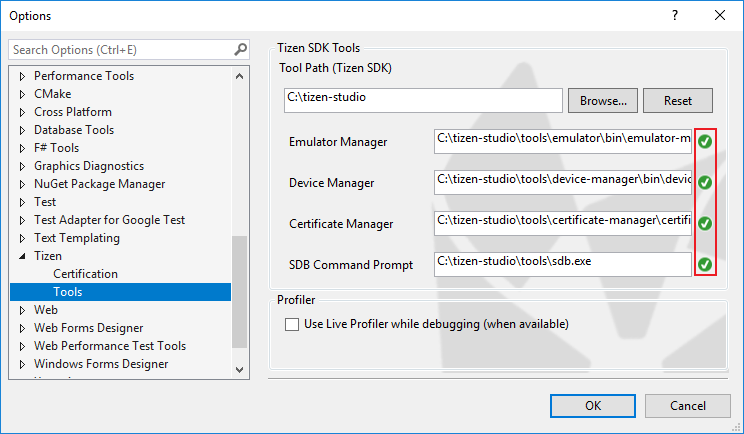 Options
Search Options (Ctrl+E)
Performance Tools
CMake
Cross Platform
Database Tools
F# Tools
Graphics Diagnostics
NuGet Package Manager
Test
Test Adapter for Google Test
Text Templating
Tizen
Certification
Tools
Web
Web Forms Designer
Web Performance Test Tools
Windows Forms Designer
Tizen SDK Tools
Tool Path (Tizen SDK)
C:\tizen-studio
Browse...
Reset
Emulator Manager
C:\tizen-studio\tools\emulator\bin\emulator-m
Device Manager
C:\tizen-studio\tools\device-manager\bin\devic
Certificate Manager
C:\tizen-studio\tools\certificate-manager\certifi
SDB Command Prompt
C:\tizen-studio\tools\sdb.exe
Profiler
Use Live Profiler while debugging (when available)
OK
Cancel